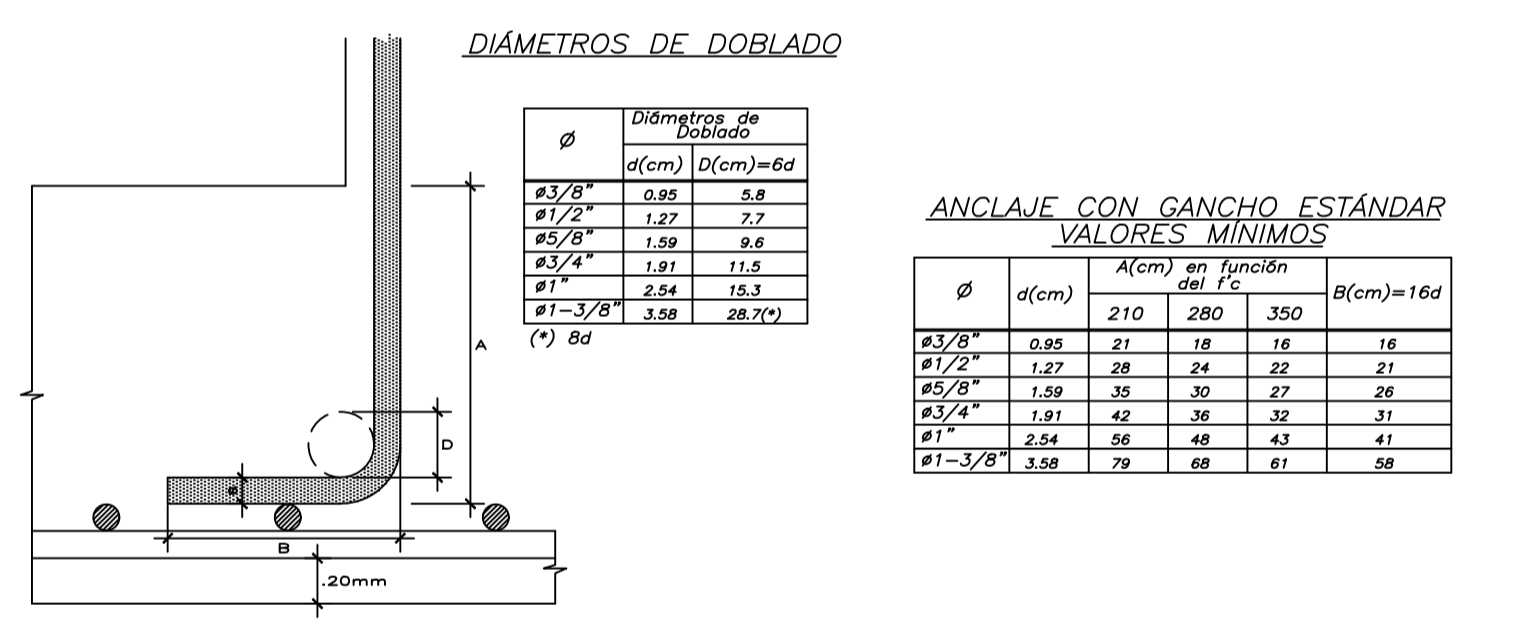 DIÁMETROS DE DOBLADO
Ø
Diámetros de
Doblado
d(cm) D(cm)=6d
Ø3/8" 0.95 5.8
Ø1/2" 1.27 7.7
Ø5/8" 1.59 9.6
Ø3/4" 1.91 11.5
Ø1" 2.54 15.3
Ø1-3/8" 3.58 28.7(*)
(*) 8d
A
D
B
.20mm
ANCLAJE CON GANCHO ESTÁNDAR
VALORES MÍNIMOS
Ø d(cm) A(cm) en función
del f'c
B(cm)=16d
210 280 350
Ø3/8" 0.95 21 18 16 16
Ø1/2" 1.27 28 24 22 21
Ø5/8" 1.59 35 30 27 26
Ø3/4" 1.91 42 36 32 31
Ø1" 2.54 56 48 43 41
Ø1-3/8" 3.58 79 68 61 58